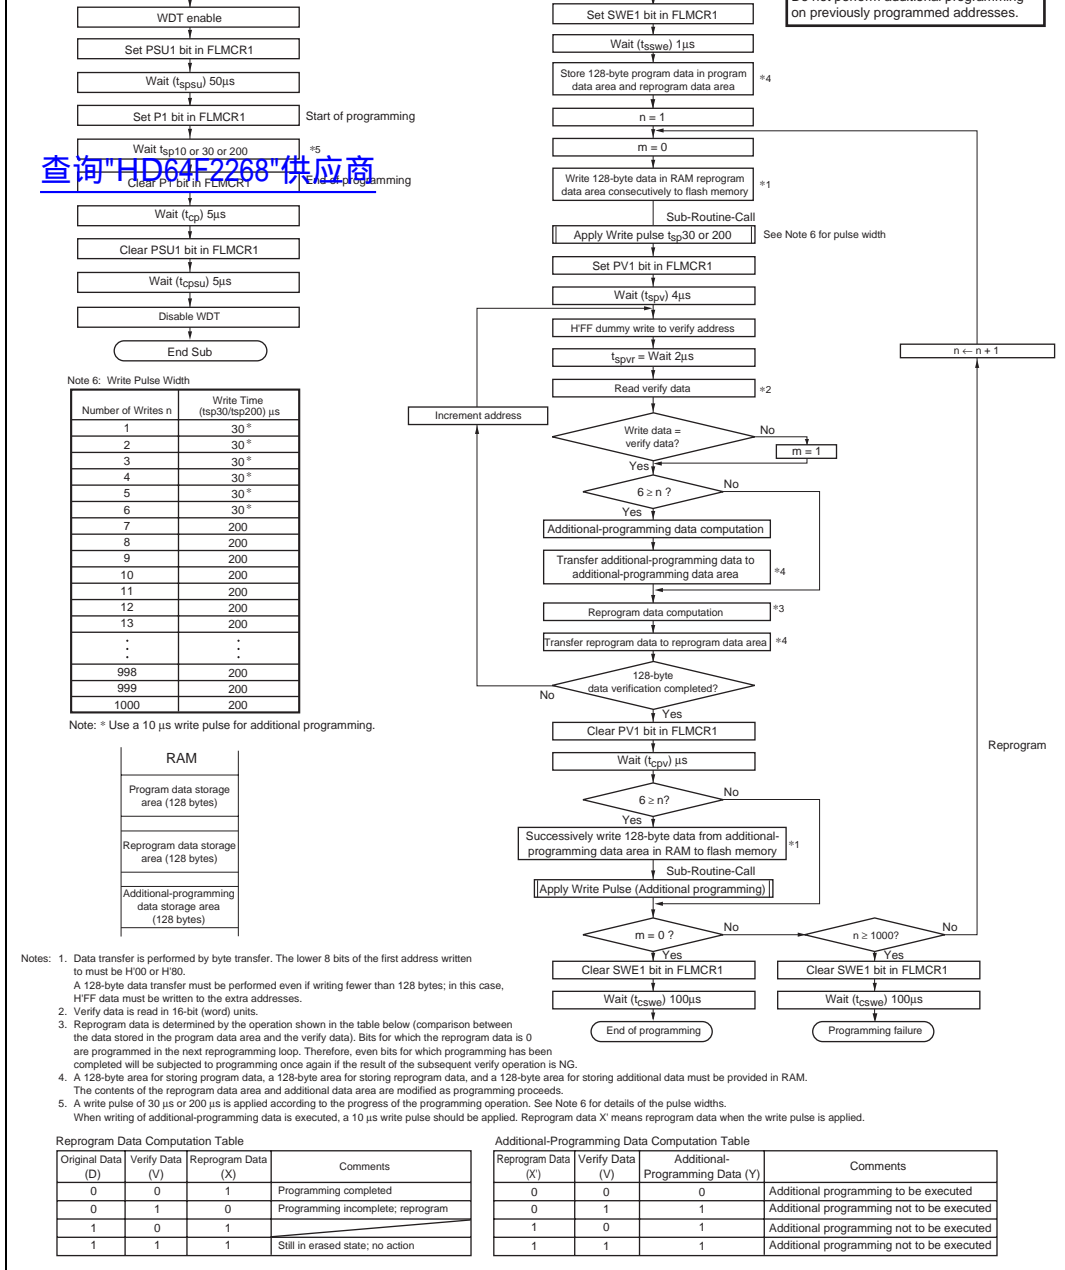 WDT enable
Set PSU1 bit in FLMCR1
Wait (tspsu) 50µs
Set P1 bit in FLMCR1
Start of programming
Wait tsp10 or 30 or 200
*5
查询"HD64F2268"供应商
Clear P1 bit in FLMCR1
End of programming
Wait (tcp) 5µs
Clear PSU1 bit in FLMCR1
Wait (tcpsu) 5µs
Disable WDT
End Sub
Note 6: Write Pulse Width
Number of Writes n
Write Time
(tsp30/tsp200) µs
1 30*
2 30*
3 30*
4 30*
5 30*
6 30*
7 200
8 200
9 200
10 200
11 200
12 200
13 200
998 200
999 200
1000 200
Note: * Use a 10 µs write pulse for additional programming.
RAM
Program data storage
area (128 bytes)
Reprogram data storage
area (128 bytes)
Additional-programming
data storage area
(128 bytes)
on previously programmed addresses.
Set SWE1 bit in FLMCR1
Wait (tsswe) 1µs
Store 128-byte program data in program
data area and reprogram data area
*4
n = 1
m = 0
Write 128-byte data in RAM reprogram
data area consecutively to flash memory
*1
Sub-Routine-Call
Apply Write pulse tsp30 or 200
See Note 6 for pulse width
Set PV1 bit in FLMCR1
Wait (tspv) 4µs
H'FF dummy write to verify address
tspvr = Wait 2µs
Read verify data
*2
Increment address
n ← n + 1
Write data =
verify data?
No
m = 1
Yes
6 ≥ n ?
No
Yes
Additional-programming data computation
Transfer additional-programming data to
additional-programming data area
*4
Reprogram data computation
*3
Transfer reprogram data to reprogram data area
*4
128-byte
data verification completed?
No
Yes
Clear PV1 bit in FLMCR1
Reprogram
Wait (tcpv) µs
6 ≥ n?
No
Yes
Successively write 128-byte data from additional-
programming data area in RAM to flash memory
*1
Sub-Routine-Call
Apply Write Pulse (Additional programming)
m = 0 ?
No
n ≥ 1000?
No
Yes
Yes
Clear SWE1 bit in FLMCR1
Clear SWE1 bit in FLMCR1
Wait (tcswe) 100µs
Wait (tcswe) 100µs
End of programming
Programming failure
Notes: 1. Data transfer is performed by byte transfer. The lower 8 bits of the first address written
to must be H'00 or H'80.
A 128-byte data transfer must be performed even if writing fewer than 128 bytes; in this case,
H'FF data must be written to the extra addresses.
2. Verify data is read in 16-bit (word) units.
3. Reprogram data is determined by the operation shown in the table below (comparison between
the data stored in the program data area and the verify data). Bits for which the reprogram data is 0
are programmed in the next reprogramming loop. Therefore, even bits for which programming has been
completed will be subjected to programming once again if the result of the subsequent verify operation is NG.
4. A 128-byte area for storing program data, a 128-byte area for storing reprogram data, and a 128-byte area for storing additional data must be provided in RAM.
The contents of the reprogram data area and additional data area are modified as programming proceeds.
5. A write pulse of 30 µs or 200 µs is applied according to the progress of the programming operation. See Note 6 for details of the pulse widths.
When writing of additional-programming data is executed, a 10 µs write pulse should be applied. Reprogram data X' means reprogram data when the write pulse is applied.
Reprogram Data Computation Table
Original Data Verify Data Reprogram Data Comments
(D) (V) (X)
0 0 1 Programming completed
0 1 0 Programming incomplete; reprogram
1 0 1
1 1 1 Still in erased state; no action
Additional-Programming Data Computation Table
Reprogram Data Verify Data Additional- Comments
(X') (V) Programming Data (Y)
0 0 0 Additional programming to be executed
0 1 1 Additional programming not to be executed
1 0 1 Additional programming not to be executed
1 1 1 Additional programming not to be executed